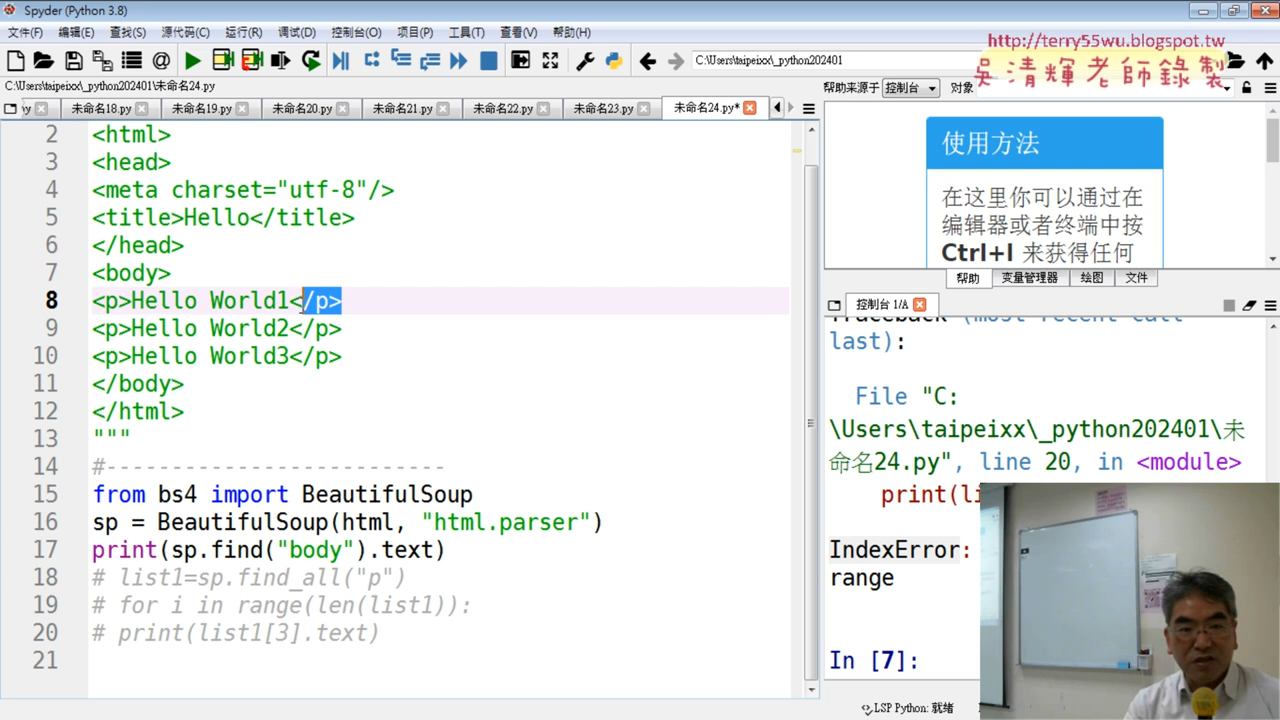 Spyder (Python 3.8)
文件(F) 编辑(E) 查找(S) 源代码(C) 运行(R) 调试(D) 控制台(O) 项目(P) 工具(T) 查看(V) 帮助(H)
http://terry55wu.blogspot.tw
吳清輝老師錄製
C:\Users\taipeixx\_python202401
C:\Users\taipeixx\_python202401\未命名24.py
帮助来源于 控制台 对象
y 未命名18.py 未命名19.py 未命名20.py 未命名21.py 未命名22.py 未命名23.py 未命名24.py*
2 <html>
3 <head>
4 <meta charset="utf-8"/>
5 <title>Hello</title>
6 </head>
7 <body>
8 <p>Hello World1</p>
9 <p>Hello World2</p>
10 <p>Hello World3</p>
11 </body>
12 </html>
13 """
14 #--------------------------
15 from bs4 import BeautifulSoup
16 sp = BeautifulSoup(html, "html.parser")
17 print(sp.find("body").text)
18 # list1=sp.find_all("p")
19 # for i in range(len(list1)):
20 # print(list1[3].text)
21
使用方法
在这里你可以通过在
编辑器或者终端中按
Ctrl+I 来获得任何
帮助 变量管理器 绘图 文件
控制台 1/A
Traceback (most recent call
last):
File "C:
\Users\taipeixx\_python202401\未
命名24.py", line 20, in <module>
print(li
IndexError:
range
In [7]:
LSP Python: 就绪